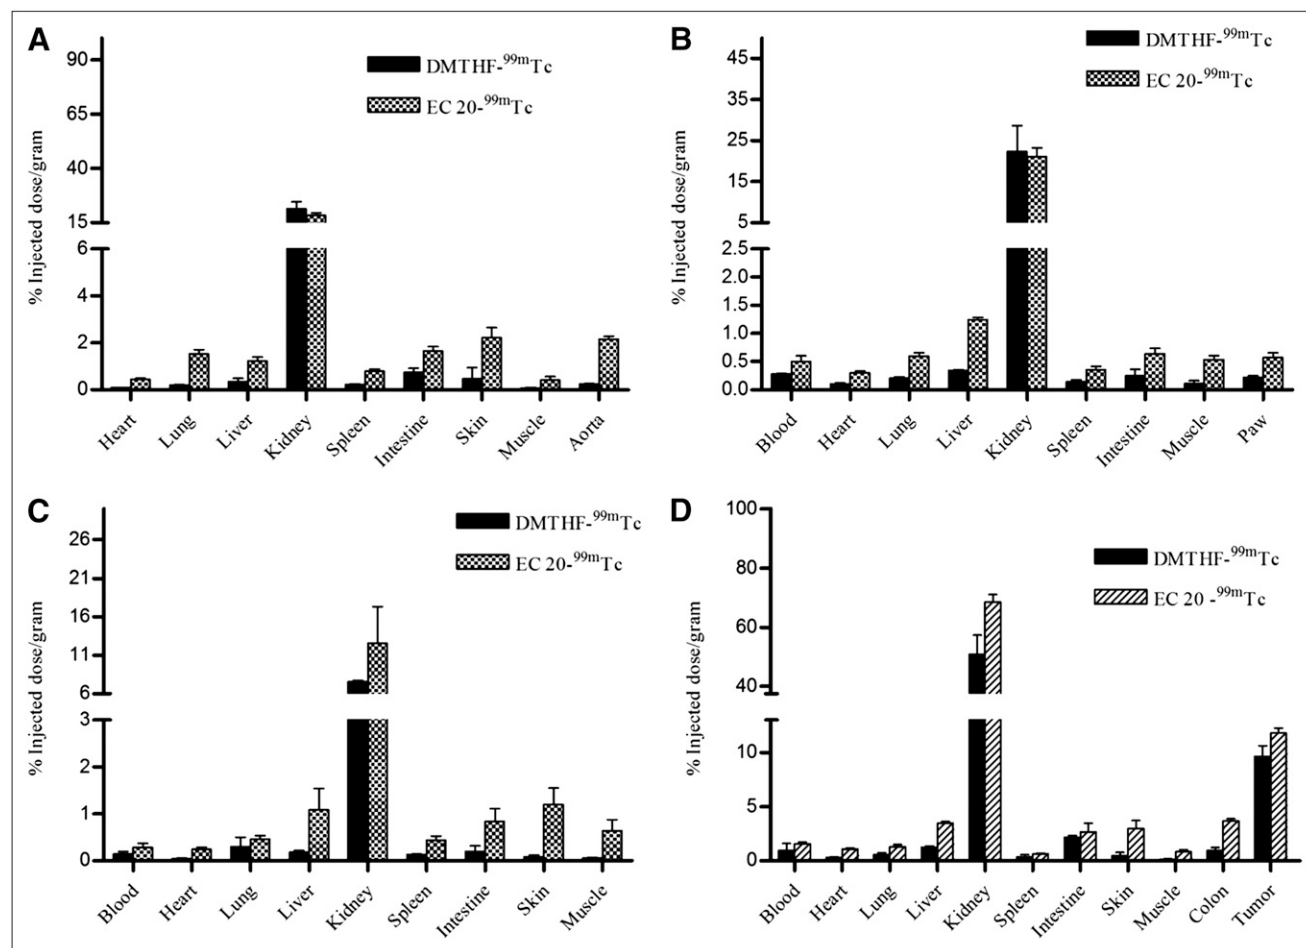 A
DMTHF-99mTc
EC 20-99mTc
% Injected dose/gram
90
65
40
15
6
4
2
0
Heart
Lung
Liver
Kidney
Spleen
Intestine
Skin
Muscle
Aorta
B
DMTHF-99mTc
EC 20-99mTc
% Injected dose/gram
45
35
25
15
5
2.5
2.0
1.5
1.0
0.5
0.0
Blood
Heart
Lung
Liver
Kidney
Spleen
Intestine
Muscle
Paw
C
DMTHF-99mTc
EC 20-99mTc
% Injected dose/gram
26
21
16
11
6
3
2
1
0
Blood
Heart
Lung
Liver
Kidney
Spleen
Intestine
Skin
Muscle
D
DMTHF-99mTc
EC 20 -99mTc
% Injected dose/gram
100
80
60
40
10
5
0
Blood
Heart
Lung
Liver
Kidney
Spleen
Intestine
Skin
Muscle
Colon
Tumor